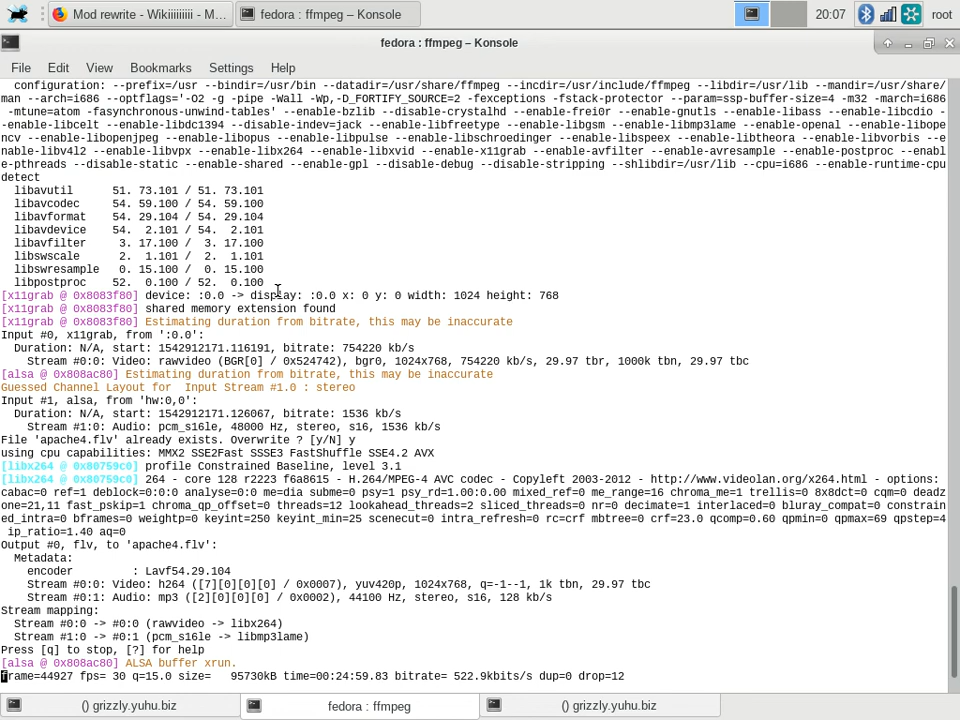 Mod rewrite - Wikiiiiiiiii - M...
fedora : ffmpeg – Konsole
20:07
root
fedora : ffmpeg – Konsole
File Edit View Bookmarks Settings Help
configuration: --prefix=/usr --bindir=/usr/bin --datadir=/usr/share/ffmpeg --incdir=/usr/include/ffmpeg --libdir=/usr/lib --mandir=/usr/share/
man --arch=i686 --optflags='-O2 -g -pipe -Wall -Wp,-D_FORTIFY_SOURCE=2 -fexceptions -fstack-protector --param=ssp-buffer-size=4 -m32 -march=i686
-mtune=atom -fasynchronous-unwind-tables' --enable-bzlib --disable-crystalhd --enable-frei0r --enable-gnutls --enable-libass --enable-libcdio -
-enable-libcelt --enable-libdc1394 --disable-indev=jack --enable-libfreetype --enable-libgsm --enable-libmp3lame --enable-openal --enable-libope
ncv --enable-libopenjpeg --enable-libopus --enable-libpulse --enable-libschroedinger --enable-libspeex --enable-libtheora --enable-libvorbis --e
nable-libv4l2 --enable-libvpx --enable-libx264 --enable-libxvid --enable-x11grab --enable-avfilter --enable-avresample --enable-postproc --enabl
e-pthreads --disable-static --enable-shared --enable-gpl --disable-debug --disable-stripping --shlibdir=/usr/lib --cpu=i686 --enable-runtime-cpu
detect
libavutil 51. 73.101 / 51. 73.101
libavcodec 54. 59.100 / 54. 59.100
libavformat 54. 29.104 / 54. 29.104
libavdevice 54. 2.101 / 54. 2.101
libavfilter 3. 17.100 / 3. 17.100
libswscale 2. 1.101 / 2. 1.101
libswresample 0. 15.100 / 0. 15.100
libpostproc 52. 0.100 / 52. 0.100
[x11grab @ 0x8083f80] device: :0.0 -> display: :0.0 x: 0 y: 0 width: 1024 height: 768
[x11grab @ 0x8083f80] shared memory extension found
[x11grab @ 0x8083f80] Estimating duration from bitrate, this may be inaccurate
Input #0, x11grab, from ':0.0':
Duration: N/A, start: 1542912171.116191, bitrate: 754220 kb/s
Stream #0:0: Video: rawvideo (BGR[0] / 0x524742), bgr0, 1024x768, 754220 kb/s, 29.97 tbr, 1000k tbn, 29.97 tbc
[alsa @ 0x808ac80] Estimating duration from bitrate, this may be inaccurate
Guessed Channel Layout for  Input Stream #1.0 : stereo
Input #1, alsa, from 'hw:0,0':
Duration: N/A, start: 1542912171.126067, bitrate: 1536 kb/s
Stream #1:0: Audio: pcm_s16le, 48000 Hz, stereo, s16, 1536 kb/s
File 'apache4.flv' already exists. Overwrite ? [y/N] y
using cpu capabilities: MMX2 SSE2Fast SSSE3 FastShuffle SSE4.2 AVX
[libx264 @ 0x80759c0] profile Constrained Baseline, level 3.1
[libx264 @ 0x80759c0] 264 - core 128 r2223 f6a8615 - H.264/MPEG-4 AVC codec - Copyleft 2003-2012 - http://www.videolan.org/x264.html - options:
cabac=0 ref=1 deblock=0:0:0 analyse=0:0 me=dia subme=0 psy=1 psy_rd=1.00:0.00 mixed_ref=0 me_range=16 chroma_me=1 trellis=0 8x8dct=0 cqm=0 deadz
one=21,11 fast_pskip=1 chroma_qp_offset=0 threads=12 lookahead_threads=2 sliced_threads=0 nr=0 decimate=1 interlaced=0 bluray_compat=0 constrain
ed_intra=0 bframes=0 weightp=0 keyint=250 keyint_min=25 scenecut=0 intra_refresh=0 rc=crf mbtree=0 crf=23.0 qcomp=0.60 qpmin=0 qpmax=69 qpstep=4
ip_ratio=1.40 aq=0
Output #0, flv, to 'apache4.flv':
Metadata:
encoder : Lavf54.29.104
Stream #0:0: Video: h264 ([7][0][0][0] / 0x0007), yuv420p, 1024x768, q=-1--1, 1k tbn, 29.97 tbc
Stream #0:1: Audio: mp3 ([2][0][0][0] / 0x0002), 44100 Hz, stereo, s16, 128 kb/s
Stream mapping:
Stream #0:0 -> #0:0 (rawvideo -> libx264)
Stream #1:0 -> #0:1 (pcm_s16le -> libmp3lame)
Press [q] to stop, [?] for help
[alsa @ 0x808ac80] ALSA buffer xrun.
frame=44927 fps= 30 q=15.0 size=   95730kB time=00:24:59.83 bitrate= 522.9kbits/s dup=0 drop=12
() grizzly.yuhu.biz
fedora : ffmpeg
() grizzly.yuhu.biz